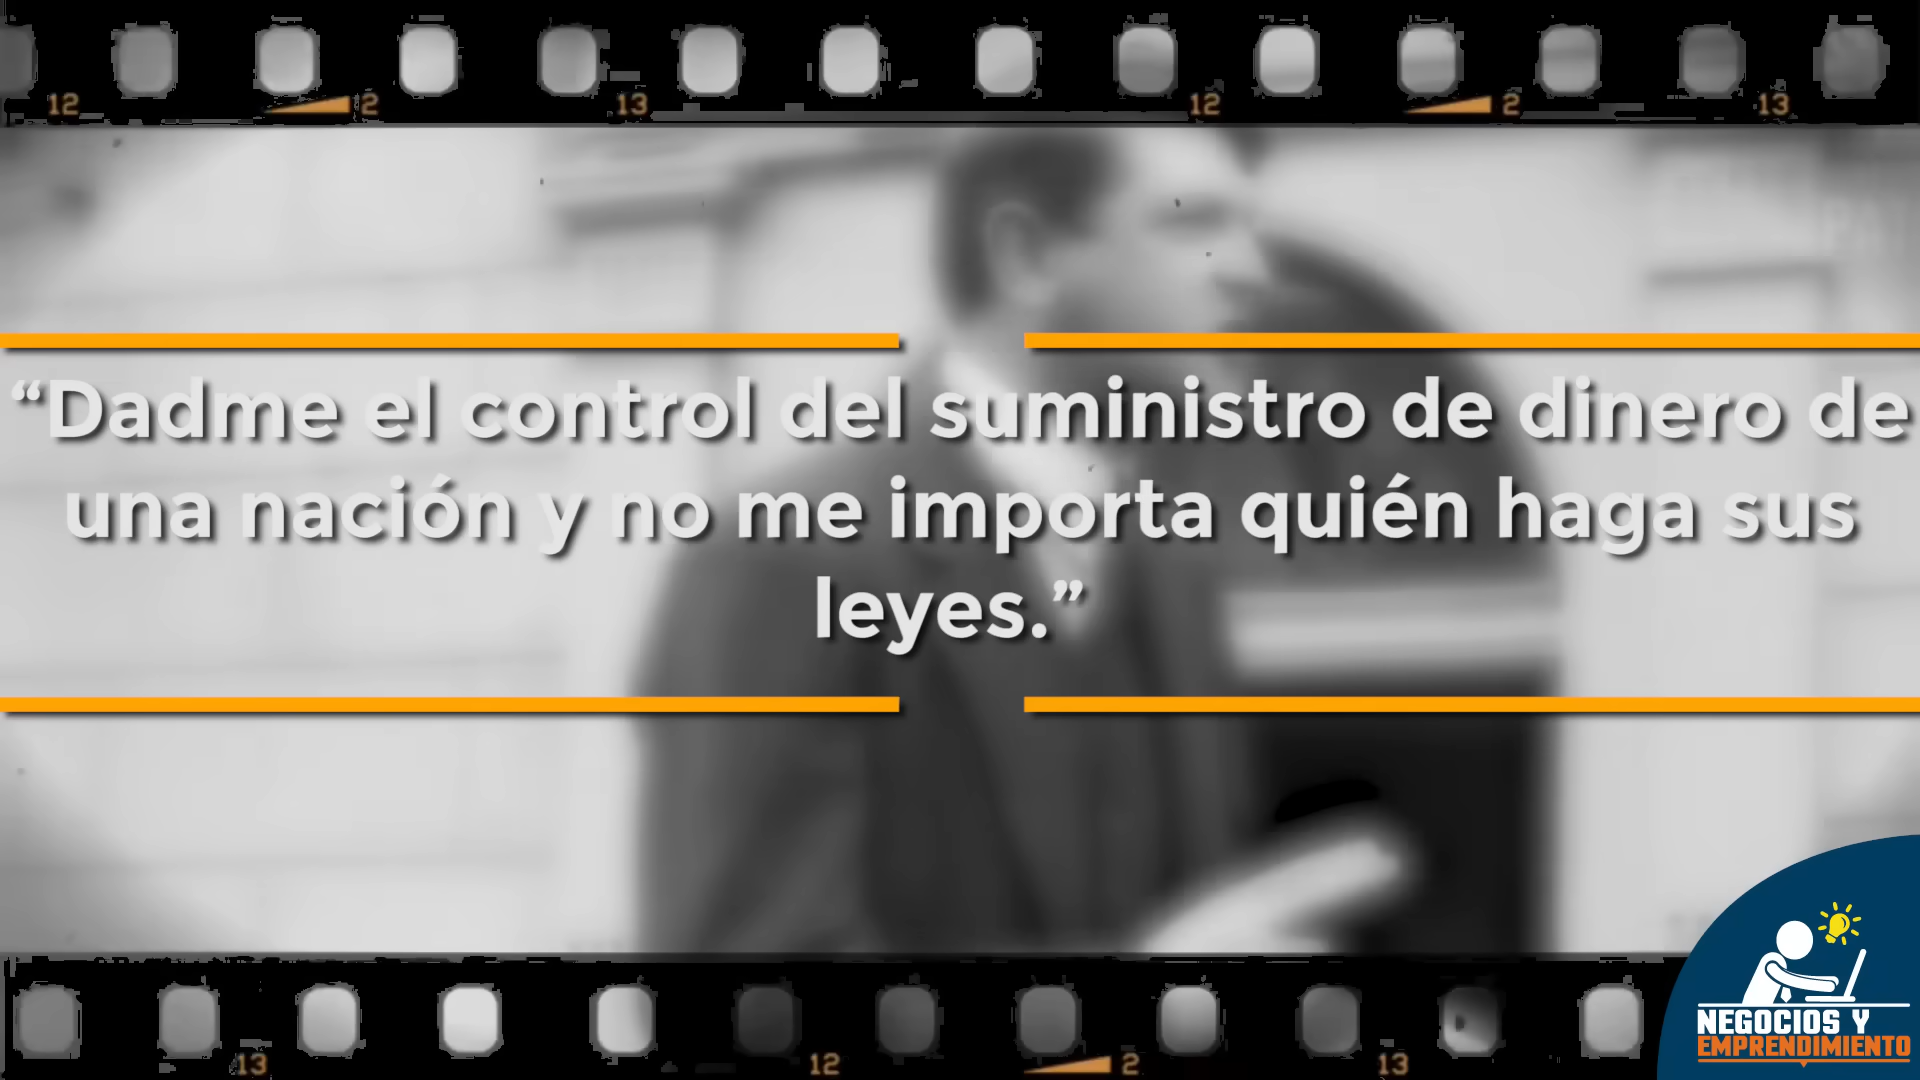 12 2 13 12 2 13
“Dadme el control del suministro de dinero de
una nación y no me importa quién haga sus
leyes.”
NEGOCIOS Y
EMPRENDIMIENTO
13 12 2 13